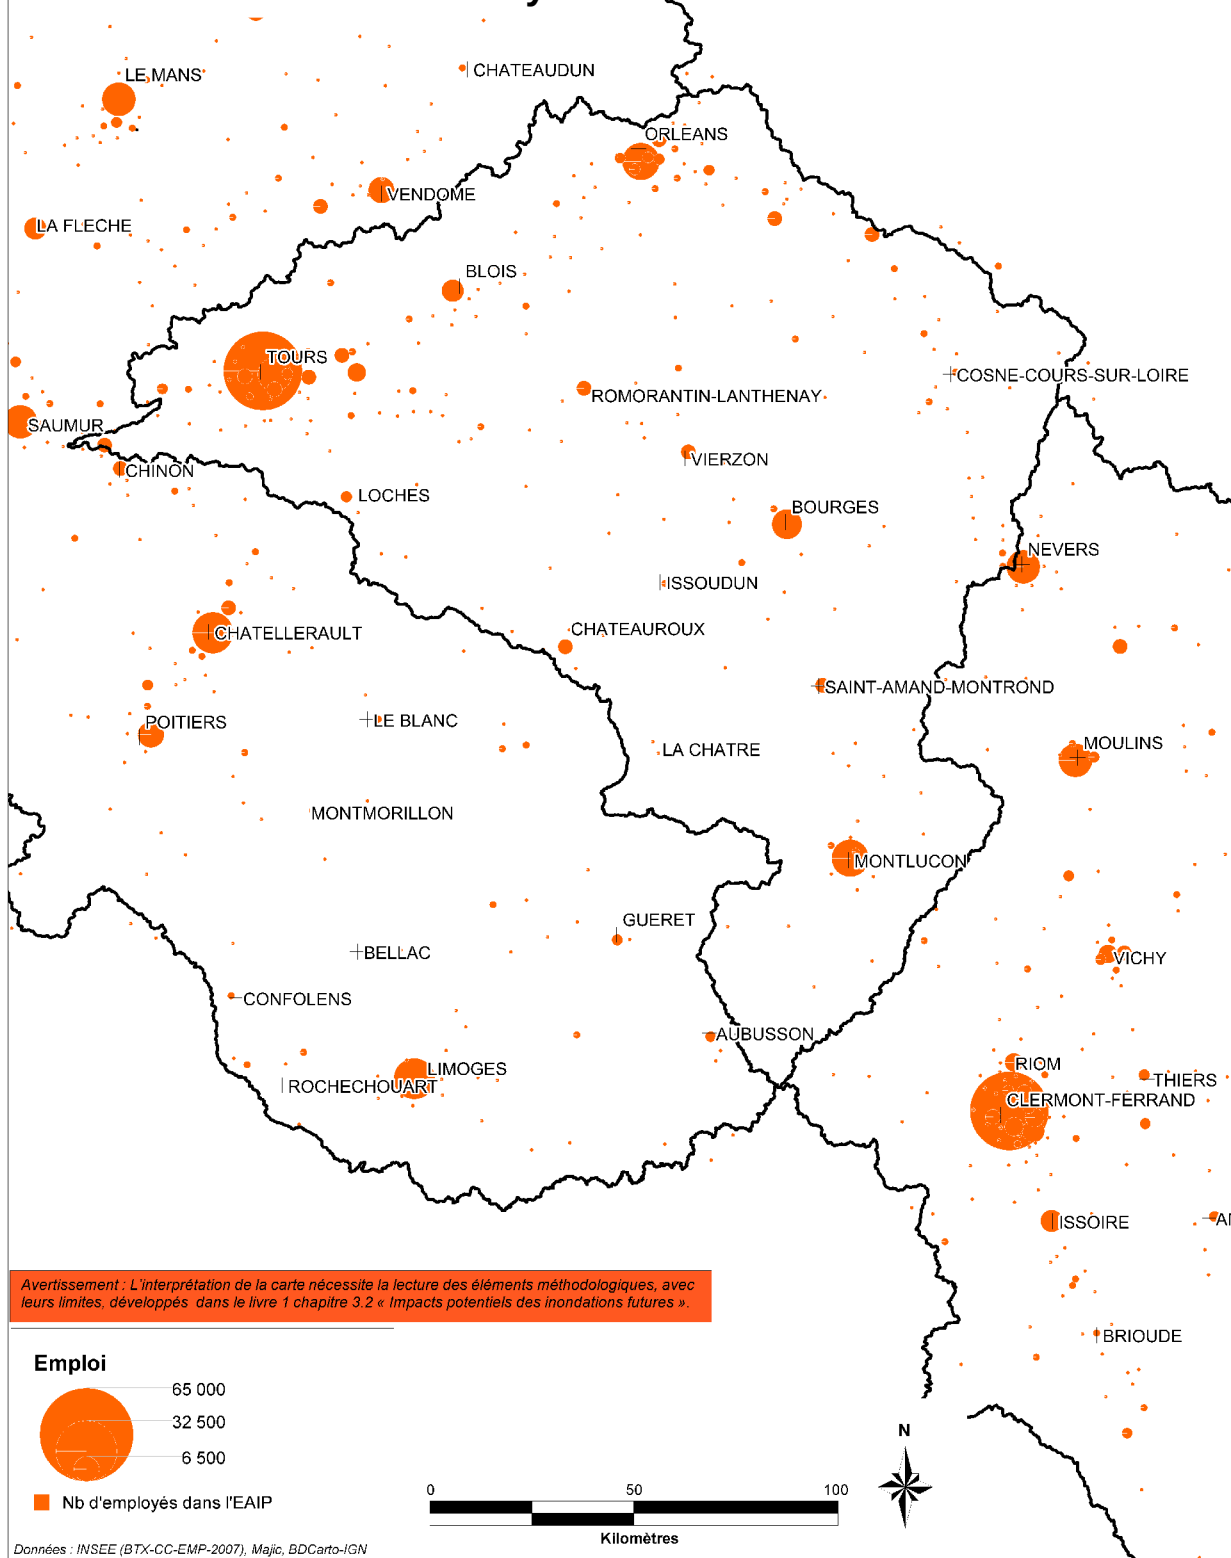 LE MANS
CHATEAUDUN
ORLEANS
VENDOME
LA FLECHE
BLOIS
TOURS
COSNE-COURS-SUR-LOIRE
ROMORANTIN-LANTHENAY
SAUMUR
VIERZON
CHINON
LOCHES
BOURGES
NEVERS
ISSOUDUN
CHATEAUROUX
CHATELLERAULT
SAINT-AMAND-MONTROND
POITIERS
LE BLANC
MOULINS
LA CHATRE
MONTMORILLON
MONTLUCON
GUERET
BELLAC
VICHY
CONFOLENS
AUBUSSON
RIOM
LIMOGES
THIERS
ROCHECHOUART
CLERMONT-FERRAND
ISSOIRE
BRIOUDE
Avertissement : L'interprétation de la carte nécessite la lecture des éléments méthodologiques, avec
leurs limites, développés dans le livre 1 chapitre 3.2 « Impacts potentiels des inondations futures ».
Emploi
65 000
32 500
6 500
Nb d'employés dans l'EAIP
N
0 50 100
Kilomètres
Données : INSEE (BTX-CC-EMP-2007), Majic, BDCarto-IGN